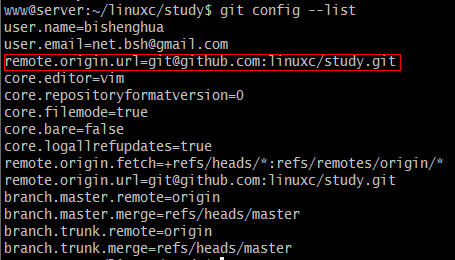 www@server:~/linuxc/study$ git config --list
user.name=bishenghua
user.email=net.bsh@gmail.com
remote.origin.url=git@github.com:linuxc/study.git
core.editor=vim
core.repositoryformatversion=0
core.filemode=true
core.bare=false
core.logallrefupdates=true
remote.origin.fetch=+refs/heads/*:refs/remotes/origin/*
remote.origin.url=git@github.com:linuxc/study.git
branch.master.remote=origin
branch.master.merge=refs/heads/master
branch.trunk.remote=origin
branch.trunk.merge=refs/heads/master